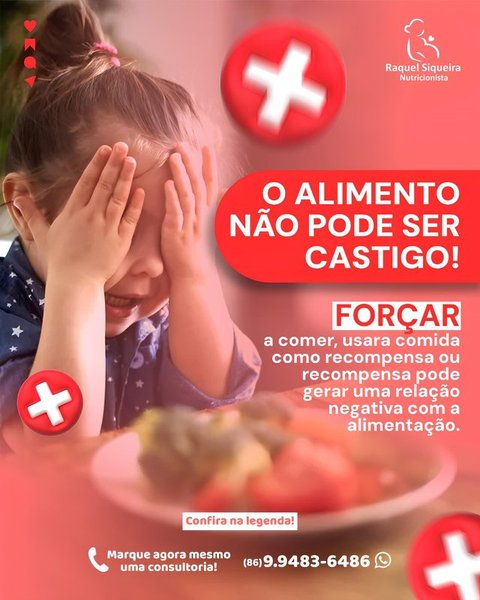 Raquel Siqueira
Nutricionista
O ALIMENTO
NÃO PODE SER
CASTIGO!
FORÇAR
a comer, usara comida
como recompensa ou
recompensa pode
gerar uma relação
negativa com a
alimentação.
Confira na legenda!
Marque agora mesmo
uma consultoria!
(86)9.9483-6486